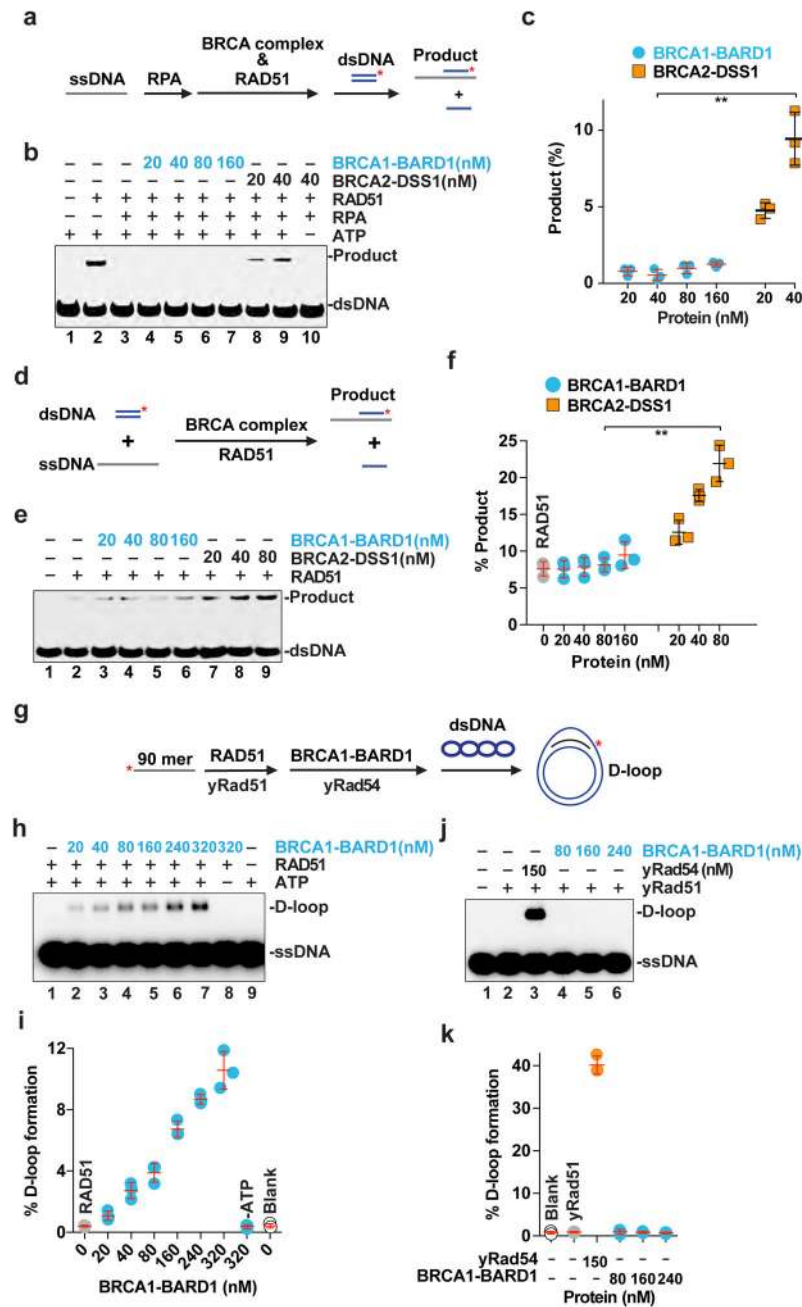 a
BRCA complex
&
RAD51
ssDNA
RPA
dsDNA
*
Product
*
+
b
– – – 20 40 80 160 – – – BRCA1-BARD1(nM)
– – – – – – – 20 40 40 BRCA2-DSS1(nM)
– + + + + + + + + + RAD51
– – + + + + + + + + RPA
– + + + + + + + + – ATP
-Product
-dsDNA
1 2 3 4 5 6 7 8 9 10
c
BRCA1-BARD1
BRCA2-DSS1
**
Product (%)
10
5
0
20 40 80 160 20 40
Protein (nM)
d
dsDNA
*
+
ssDNA
BRCA complex
RAD51
Product
*
+
e
– – 20 40 80 160 – – – BRCA1-BARD1(nM)
– – – – – – 20 40 80 BRCA2-DSS1(nM)
– + + + + + + + + RAD51
-Product
-dsDNA
1 2 3 4 5 6 7 8 9
f
BRCA1-BARD1
BRCA2-DSS1
**
% Product
25
20
15
10
5
0
RAD51
0 20 40 80 160 20 40 80
Protein (nM)
g
*
90 mer
RAD51
yRad51
BRCA1-BARD1
yRad54
dsDNA
*
D-loop
h
– 20 40 80 160 240 320 320 – BRCA1-BARD1(nM)
+ + + + + + + – – RAD51
+ + + + + + + + – ATP
-D-loop
-ssDNA
1 2 3 4 5 6 7 8 9
j
– – – 80 160 240 BRCA1-BARD1(nM)
– – 150 – – – yRad54 (nM)
– + + + + + yRad51
-D-loop
-ssDNA
1 2 3 4 5 6
i
% D-loop formation
12
8
4
0
RAD51
-ATP
Blank
0 20 40 80 160 240 320 320 0
BRCA1-BARD1 (nM)
k
% D-loop formation
40
30
20
10
0
Blank
yRad51
yRad54 – – 150 – – –
BRCA1-BARD1 – – – 80 160 240
Protein (nM)